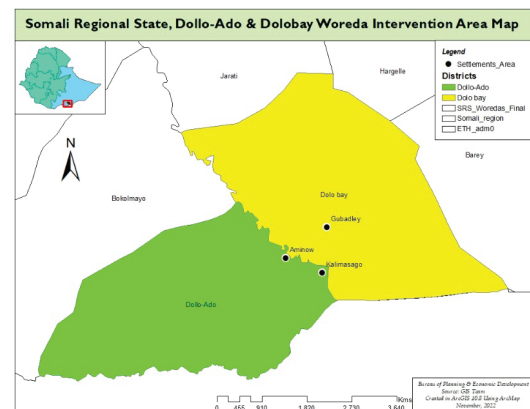 Somali Regional State, Dollo-Ado & Dolobay Woreda Intervention Area Map
Legend
Settlements_Area
Districts
Dollo-Ado
Dolo bay
SRS_Woredas_Final
Somali_region
ETH_adm0
Jarati
Hargelle
Barey
N
Bokolmayo
Dolo bay
Gubadley
Aminow
Kalimasago
Dollo-Ado
0 455 910 1,820 2,730 3,640
Kms
Bureau of Planning & Economic Development
Source: GIS Team
Created in ArcGIS 10.8 Using ArcMap
November, 2022